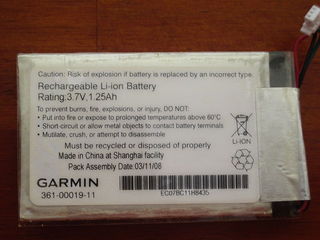 Caution: Risk of explosion if battery is replaced by an incorrect type.
Rechargeable Li-ion Battery
Rating:3.7V,1.25Ah
To prevent burns, fire, explosions, or injury, DO NOT:
• Put into fire or expose to prolonged temperatures above 60°C
• Short-circuit or allow metal objects to contact battery terminals
• Mutilate, crush, or attempt to disassemble
Must be recycled or disposed of properly
Made in China at Shanghai facility
Pack Assembly Date: 03/11/08
LI-ION
GARMIN
361-00019-11
EC07BC11H8435